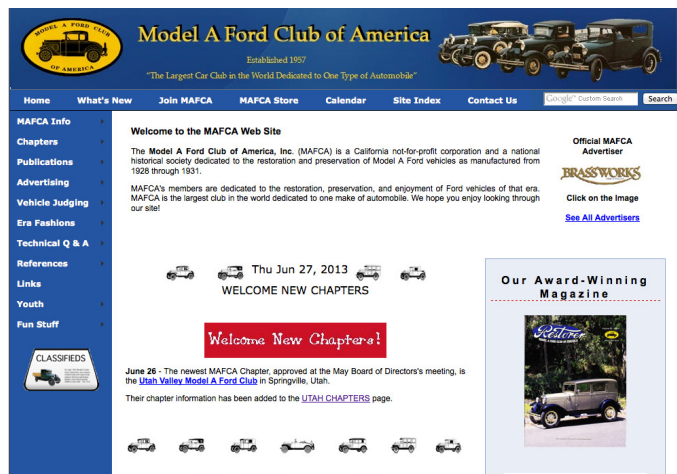 MODEL A FORD CLUB
OF AMERICA
Model A Ford Club of America
Established 1957
"The Largest Car Club in the World Dedicated to One Type of Automobile"
Home What's New Join MAFCA MAFCA Store Calendar Site Index Contact Us Google™ Custom Search Search
MAFCA Info
Chapters
Publications
Advertising
Vehicle Judging
Era Fashions
Technical Q & A
References
Links
Youth
Fun Stuff
CLASSIFIEDS
Welcome to the MAFCA Web Site
The Model A Ford Club of America, Inc. (MAFCA) is a California not-for-profit corporation and a national
historical society dedicated to the restoration and preservation of Model A Ford vehicles as manufactured from
1928 through 1931.
MAFCA's members are dedicated to the restoration, preservation, and enjoyment of Ford vehicles of that era.
MAFCA is the largest club in the world dedicated to one make of automobile. We hope you enjoy looking through
our site!
Thu Jun 27, 2013
WELCOME NEW CHAPTERS
Welcome New Chapters!
June 26 - The newest MAFCA Chapter, approved at the May Board of Directors's meeting, is
the Utah Valley Model A Ford Club in Springville, Utah.
Their chapter information has been added to the UTAH CHAPTERS page.
Official MAFCA
Advertiser
BRASSWORKS
Click on the Image
See All Advertisers
Our Award-Winning
Magazine
Restorer